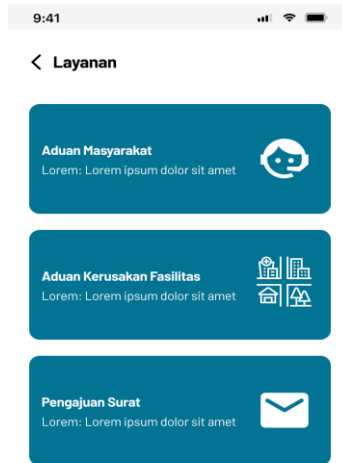 9:41
Layanan
Aduan Masyarakat
Lorem: Lorem ipsum dolor sit amet
Aduan Kerusakan Fasilitas
Lorem: Lorem ipsum dolor sit amet
Pengajuan Surat
Lorem: Lorem ipsum dolor sit amet